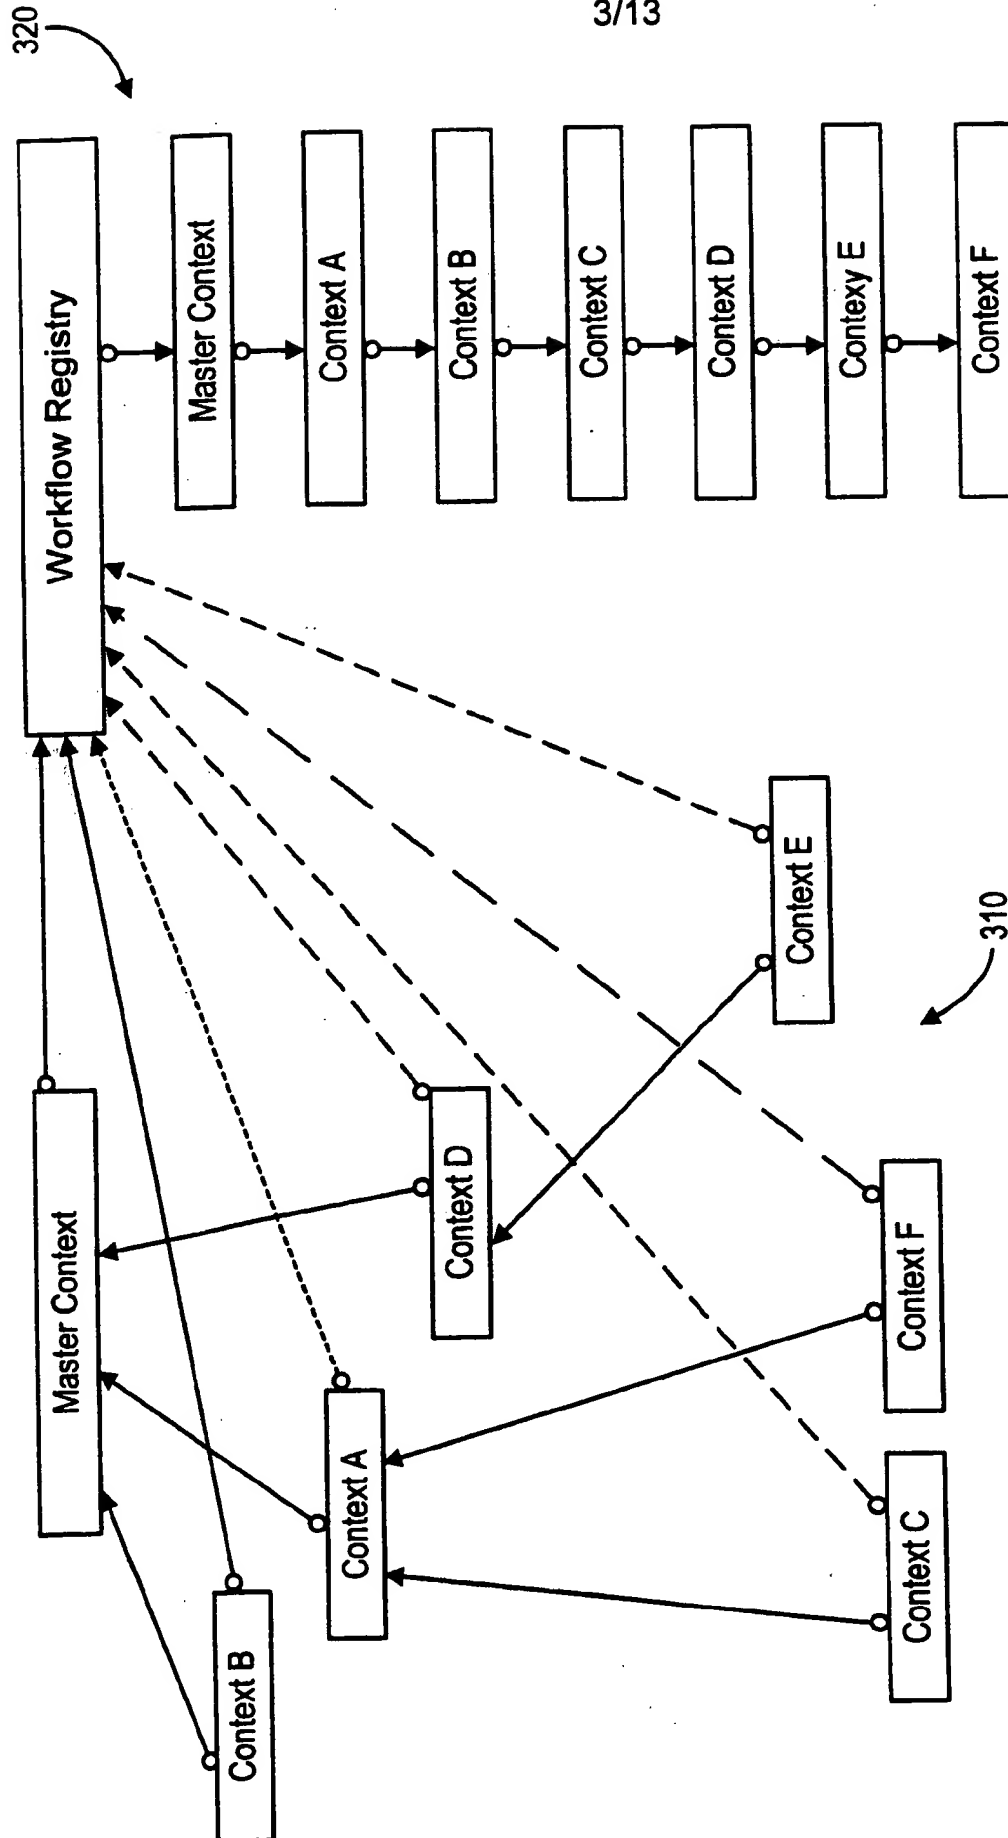 3/13
320
Workflow Registry
Master Context
Context A
Context B
Context C
Context D
Contexy E
Context F
Master Context
Context B
Context A
Context D
Context E
Context C
Context F
310